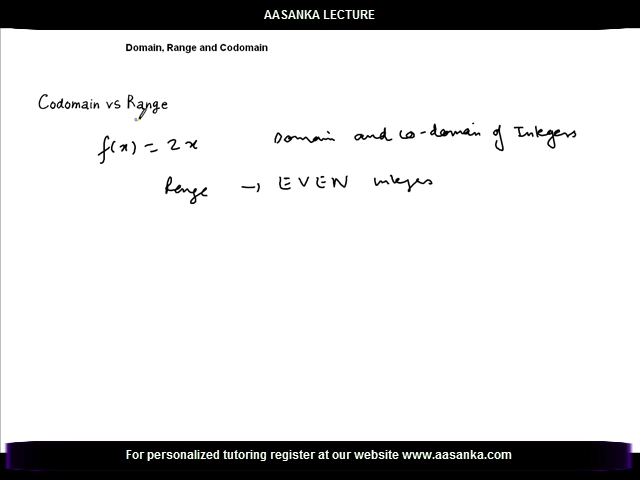 AASANKA LECTURE
Domain, Range and Codomain
Codomain vs Range
f(x) = 2x Domain and co-domain of Integers
Range → EVEN integers
For personalized tutoring register at our website www.aasanka.com